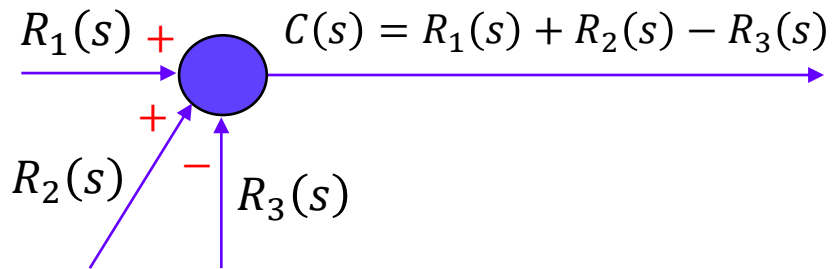 R₁(s) + C(s) = R₁(s) + R₂(s) − R₃(s)
+
−
R₂(s)
R₃(s)